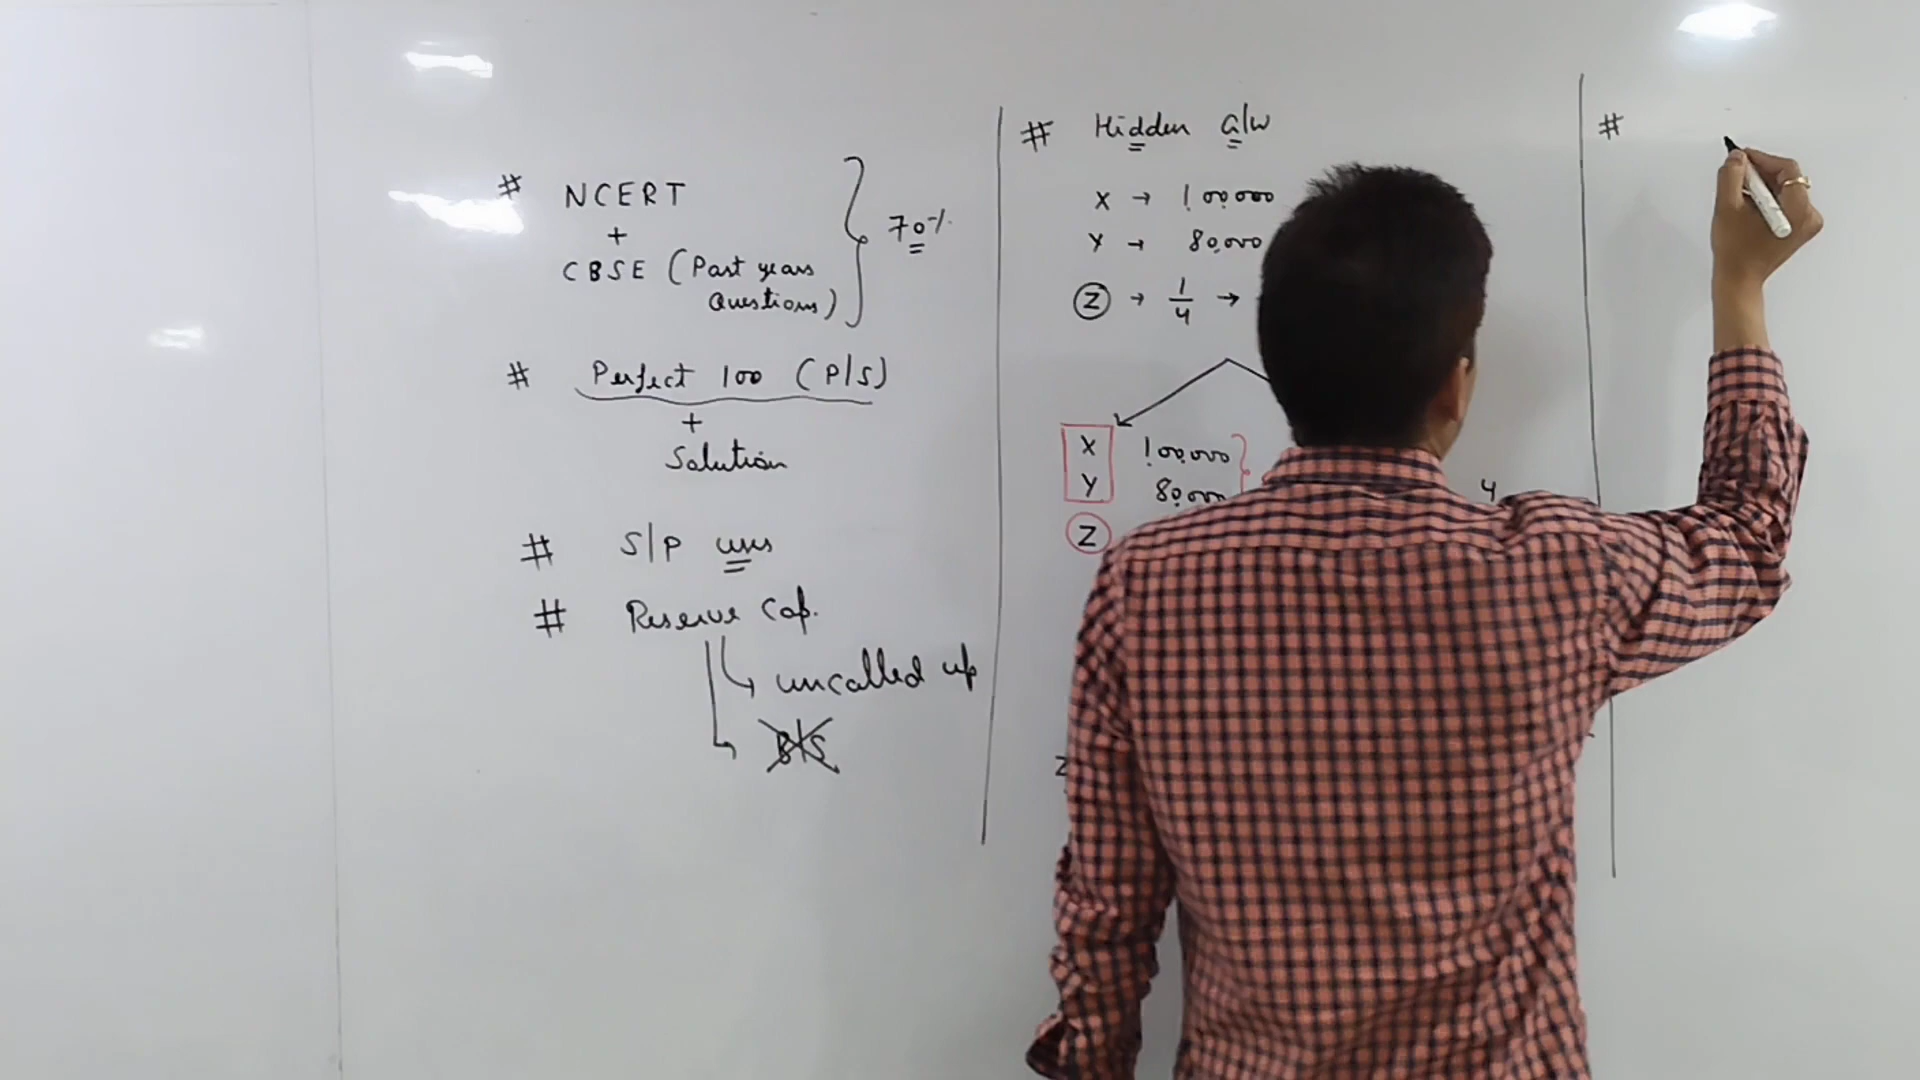 # NCERT
+
CBSE (Past years
Questions)
70%
# Perfect 100 (P/S)
+
Solution
# S/P uses
# Reserve Cap.
uncalled up
B/S
# Hidden G/W
X → 1,00,000
Y → 80,000
Z → 1/4 →
X 1,00,000
Y 80,000
Z
4
Z
#